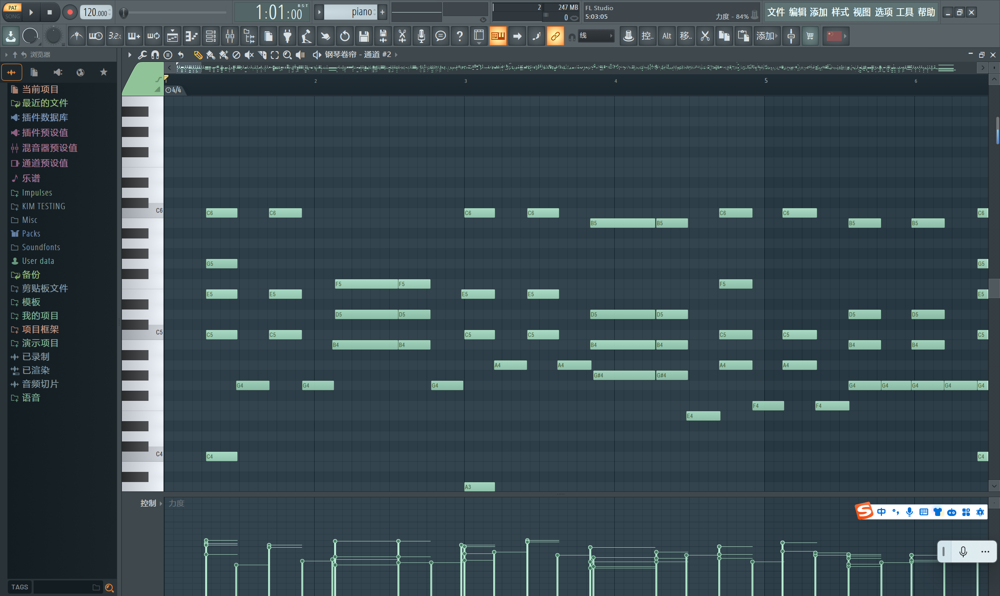 PAT
SONG
120.000
1:01:00
B:S:T
piano
+
2
247 MB
0
FL Studio
5:03:05
力度 - 84%
文件 编辑 添加 样式 视图 选项 工具 帮助
3.2.
?
线
控..
Alt
移..
添加
浏览器
钢琴卷帘 - 通道 #2
当前项目
最近的文件
插件数据库
插件预设值
混音器预设值
通道预设值
乐谱
Impulses
KIM TESTING
Misc
Packs
Soundfonts
User data
备份
剪贴板文件
模板
我的项目
项目框架
演示项目
已录制
已渲染
音频切片
语音
TAGS
1 2 3 4 5 6
4/4
C6
C6 C6 C6 C6 C6 C6 C6
B5 B5 B5 B5
G5 G5
F5 F5 F5
E5 E5 E5 E5 E5
D5 D5 D5 D5 D5 D5
C5
C5 C5 C5 C5 C5 C5 C5
B4 B4 B4 B4 B4 B4
A4 A4 A4 A4
G#4 G#4
G4 G4 G4 G4 G4 G4 G4 G4
F4 F4
E4
C4
C4 C4
A3
控制
力度
中